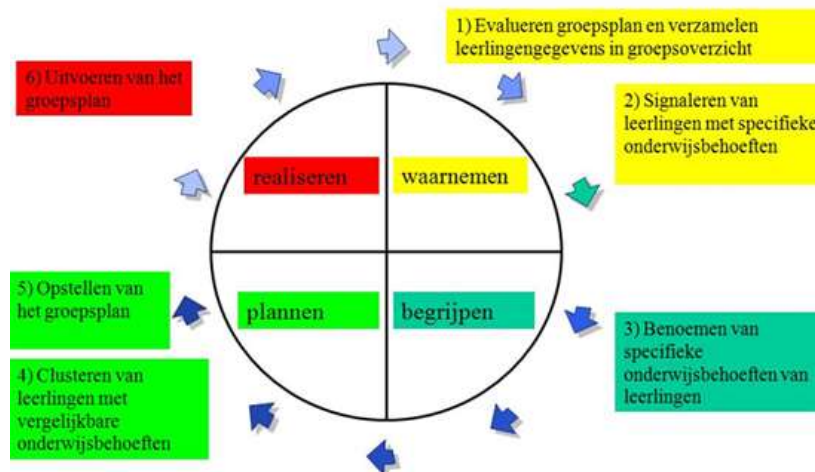 1) Evalueren groepsplan en verzamelen
leerlingengegevens in groepsoverzicht
2) Signaleren van
leerlingen met specifieke
onderwijsbehoeften
3) Benoemen van
specifieke
onderwijsbehoeften van
leerlingen
4) Clusteren van
leerlingen met
vergelijkbare
onderwijsbehoeften
5) Opstellen van
het groepsplan
6) Uitvoeren van het
groepsplan
realiseren
waarnemen
plannen
begrijpen